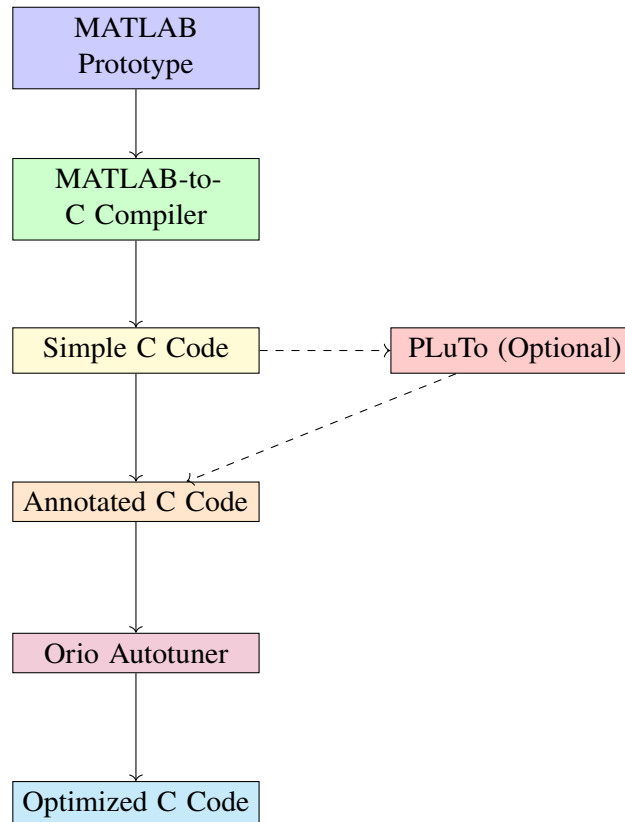 MATLAB
Prototype
MATLAB-to-
C Compiler
Simple C Code
PLuTo (Optional)
Annotated C Code
Orio Autotuner
Optimized C Code